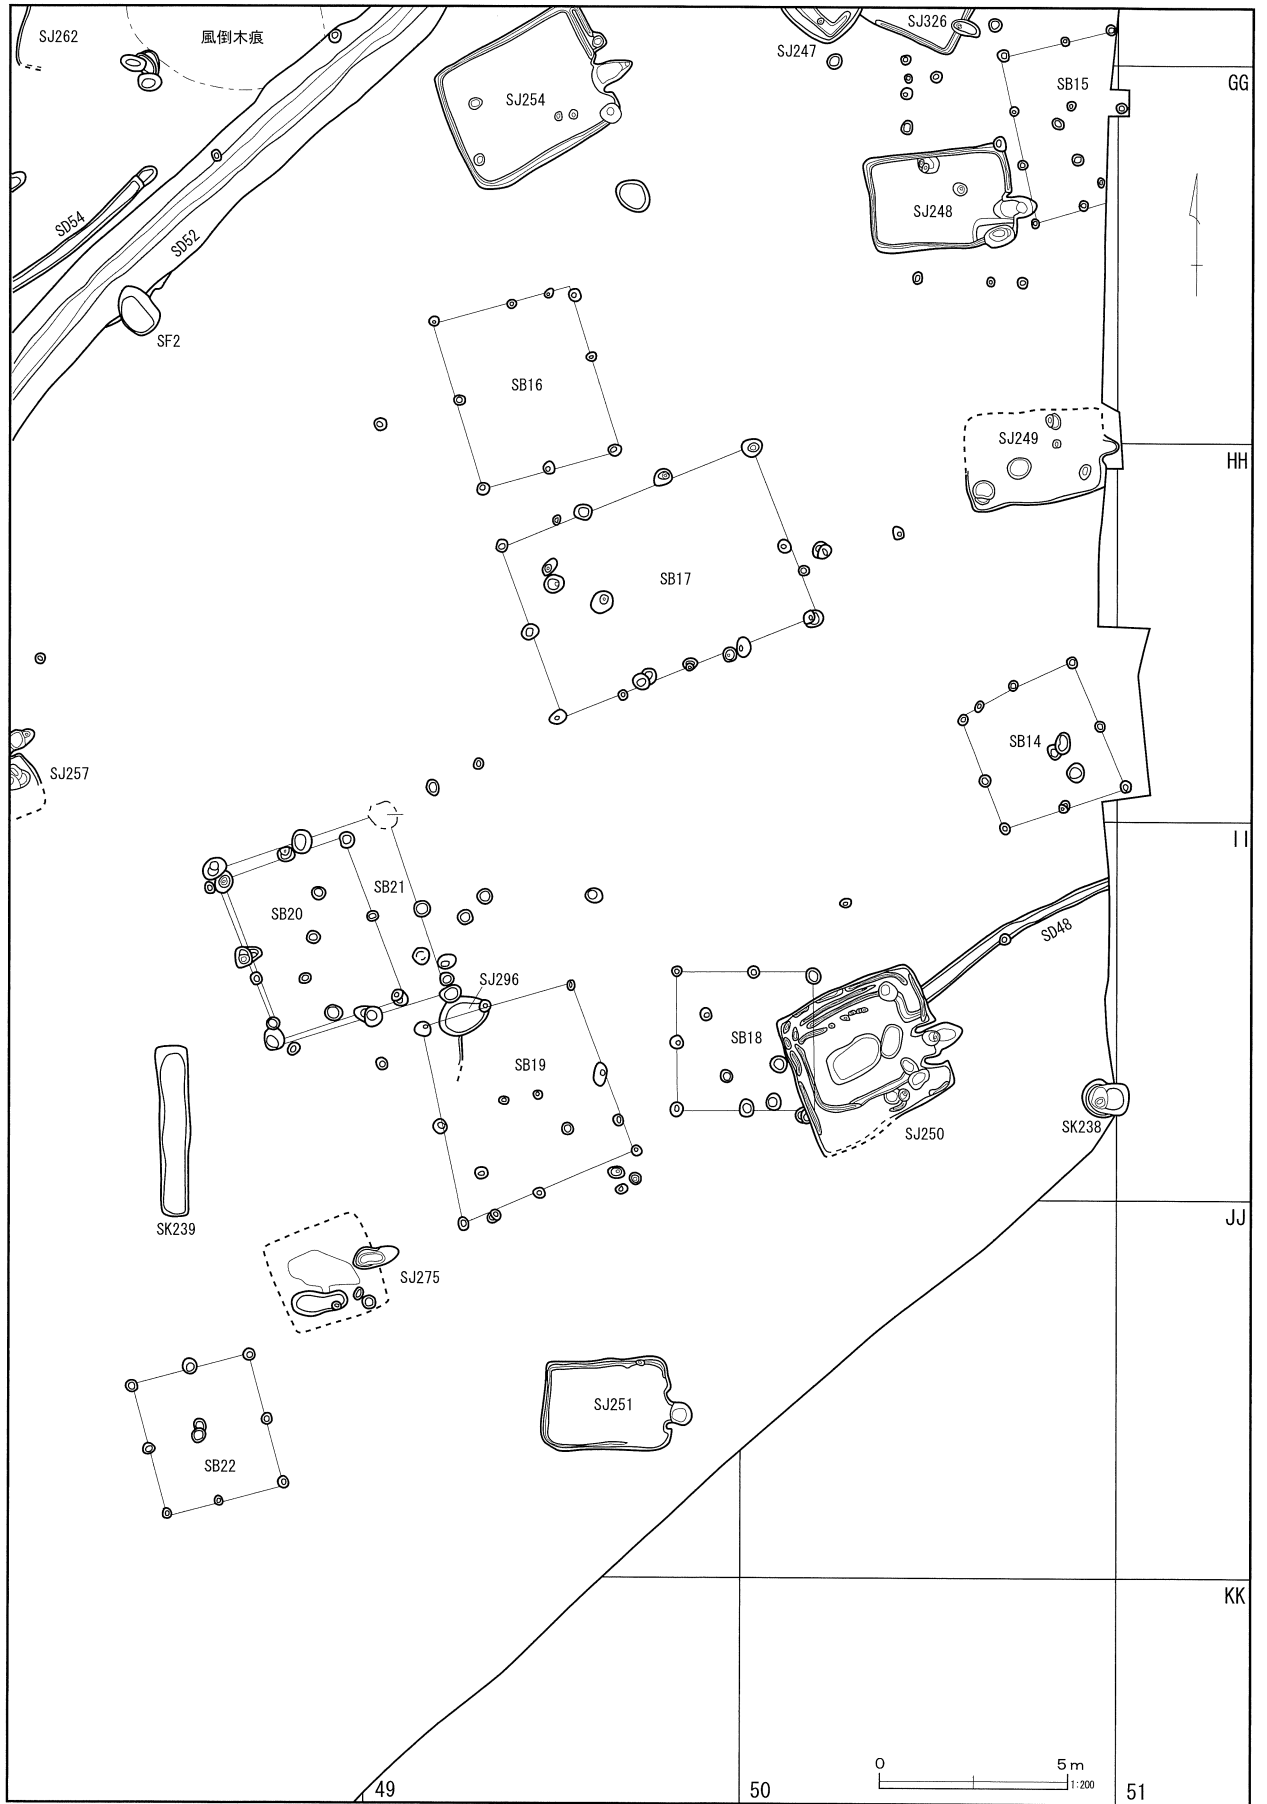 SJ262
風倒木痕
SJ247
SJ326
GG
SB15
SJ254
SJ248
SD54
SD52
SF2
SB16
SJ249
HH
SB17
SB14
SJ257
II
SB21
SB20
SD48
SJ296
SB18
SB19
SJ250
SK238
JJ
SK239
SJ275
SJ251
SB22
KK
0 5m
1:200
49 50 51